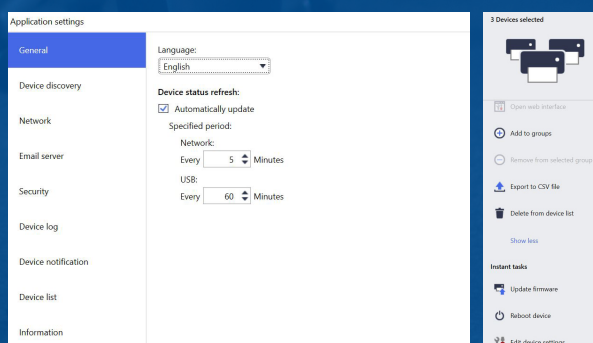 Application settings
General
Device discovery
Network
Email server
Security
Device log
Device notification
Device list
Information
Language:
English
Device status refresh:
Automatically update
Specified period:
Network:
Every 5 Minutes
USB:
Every 60 Minutes
3 Devices selected
Open web interface
Add to groups
Remove from selected group
Export to CSV file
Delete from device list
Show less
Instant tasks
Update firmware
Reboot device
Edit device settings